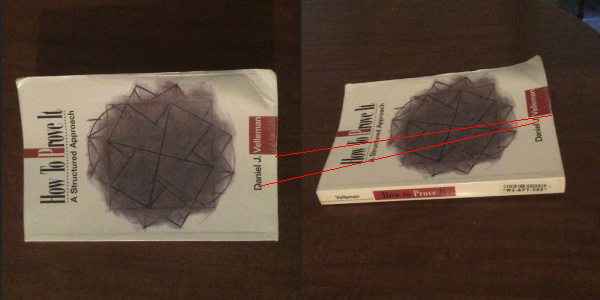 How To Prove It
A Structured Approach
Daniel J. Velleman
How To Prove It
A Structured Approach
Daniel
Velleman
Velleman
How to Prove It